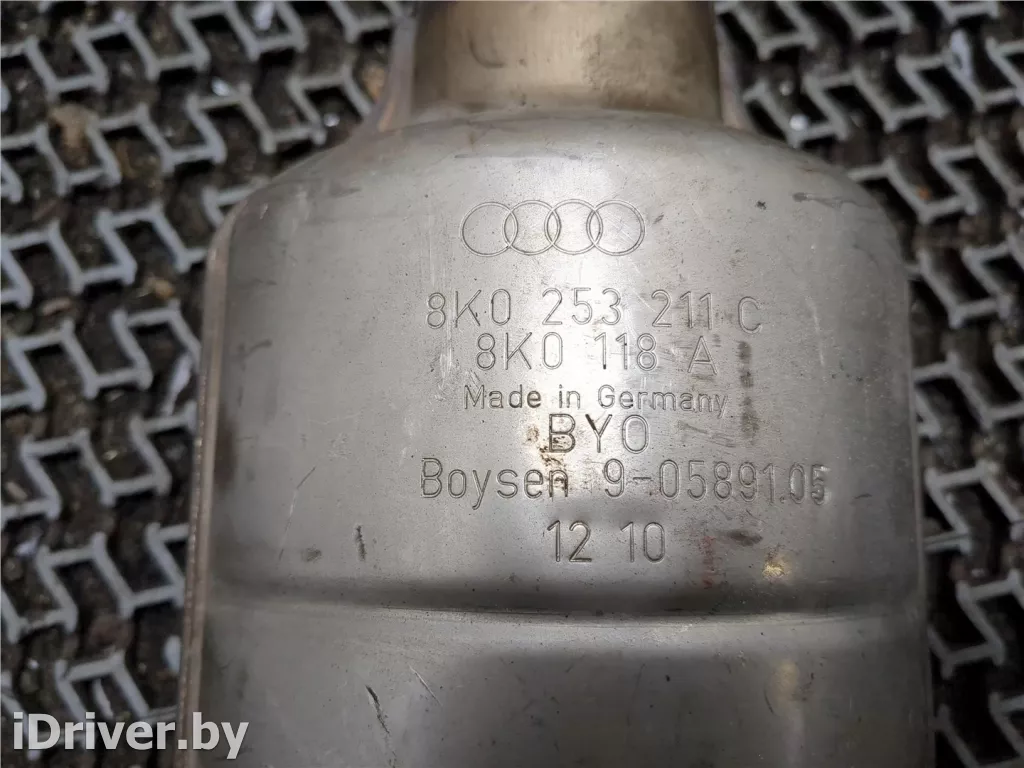 8K0 253 211 C
8K0 118 A
Made in Germany
BYO
Boysen 9-05891.05
12 10
iDriver.by